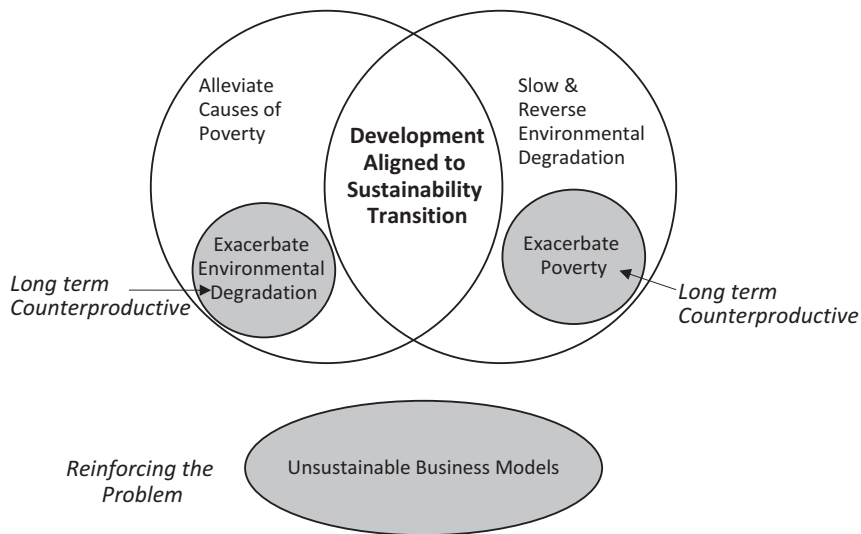 Alleviate
Causes of
Poverty
Slow &
Reverse
Environmental
Degradation
Development
Aligned to
Sustainability
Transition
Exacerbate
Environmental
Degradation
Exacerbate
Poverty
Long term
Counterproductive
Long term
Counterproductive
Reinforcing the
Problem
Unsustainable Business Models